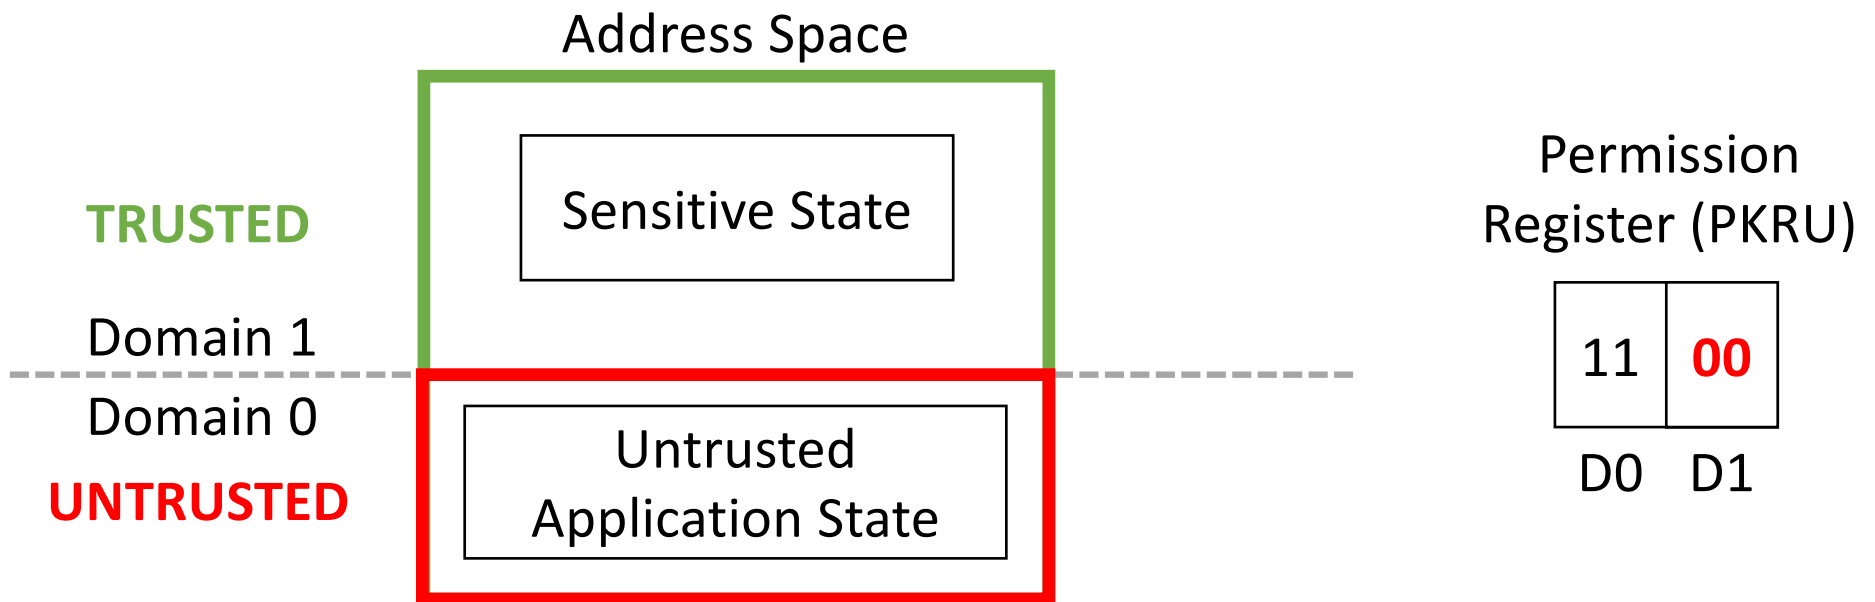 Address Space
TRUSTED
Sensitive State
Domain 1
Domain 0
UNTRUSTED
Untrusted
Application State
Permission
Register (PKRU)
11 00
D0 D1